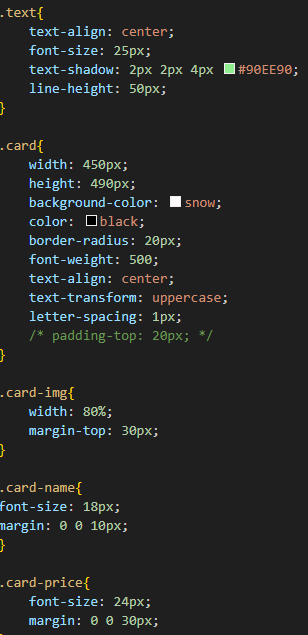 .text{
    text-align: center;
    font-size: 25px;
    text-shadow: 2px 2px 4px #90EE90;
    line-height: 50px;
}

.card{
    width: 450px;
    height: 490px;
    background-color: snow;
    color: black;
    border-radius: 20px;
    font-weight: 500;
    text-align: center;
    text-transform: uppercase;
    letter-spacing: 1px;
    /* padding-top: 20px; */
}

.card-img{
    width: 80%;
    margin-top: 30px;
}

.card-name{
font-size: 18px;
margin: 0 0 10px;
}

.card-price{
    font-size: 24px;
    margin: 0 0 30px;